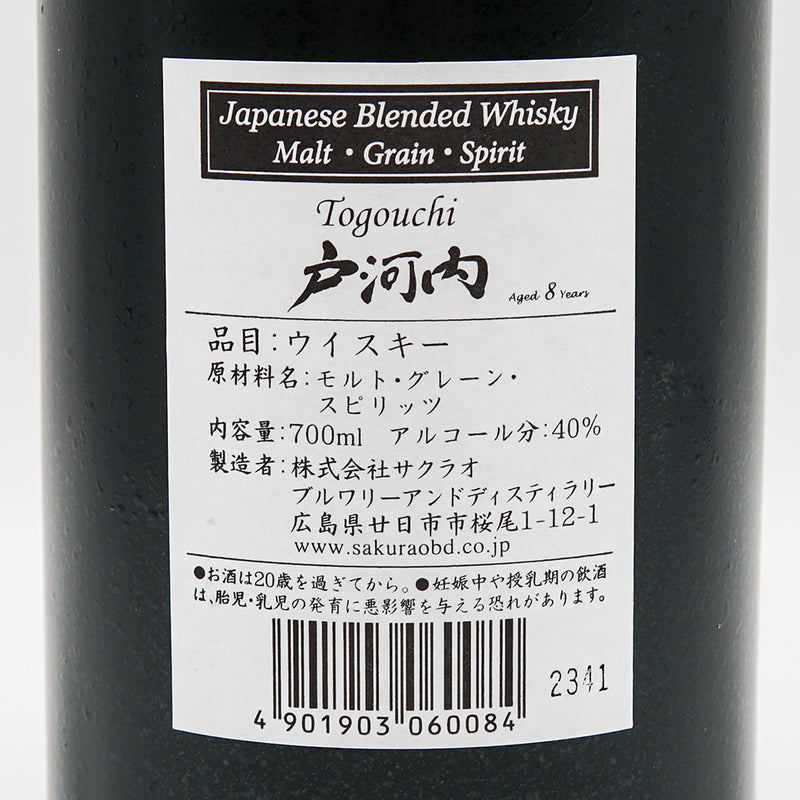 Japanese Blended Whisky
Malt・Grain・Spirit
Togouchi
戸河内 Aged 8 Years
品目:ウイスキー
原材料名:モルト・グレーン・
スピリッツ
内容量:700ml アルコール分:40%
製造者:株式会社サクラオ
ブルワリーアンドディスティラリー
広島県廿日市市桜尾1-12-1
www.sakuraobd.co.jp
●お酒は20歳を過ぎてから。●妊娠中や授乳期の飲酒
は、胎児・乳児の発育に悪影響を与える恐れがあります。
2341
4 901903 060084